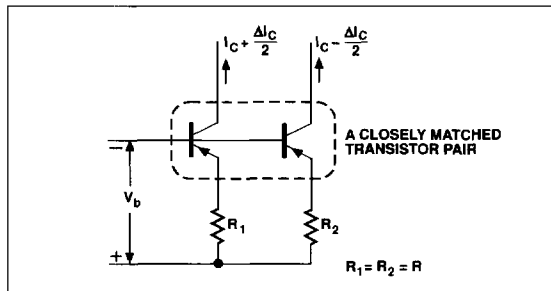 I_C + ΔI_C/2
I_C − ΔI_C/2
A CLOSELY MATCHED
TRANSISTOR PAIR
−
V_b
R_1
R_2
+
R_1 = R_2 = R